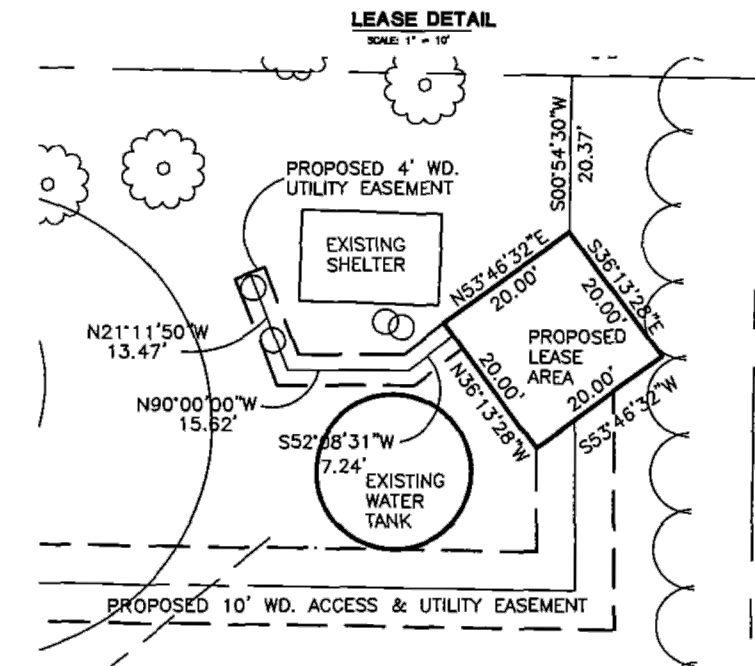 LEASE DETAIL
SCALE: 1" = 10'
S00°54'30"W
20.37'
PROPOSED 4' WD.
UTILITY EASEMENT
EXISTING
SHELTER
N53°46'32"E
20.00'
S36°13'28"E
20.00'
N21°11'50"W
13.47'
PROPOSED
LEASE
AREA
20.00'
N36°13'28"W
20.00'
S53°46'32"W
N90°00'00"W
15.62'
S52°08'31"W
7.24'
EXISTING
WATER
TANK
PROPOSED 10' WD. ACCESS & UTILITY EASEMENT